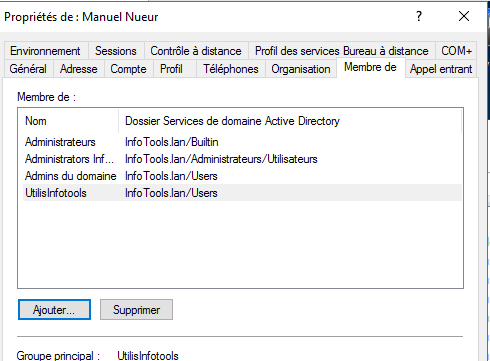 Propriétés de : Manuel Nueur ? ×
Environnement Sessions Contrôle à distance Profil des services Bureau à distance COM+
Général Adresse Compte Profil Téléphones Organisation Membre de Appel entrant
Membre de :
Nom Dossier Services de domaine Active Directory
Administrateurs InfoTools.lan/Builtin
Administrators Inf... InfoTools.lan/Administrateurs/Utilisateurs
Admins du domaine InfoTools.lan/Users
UtilisInfotools InfoTools.lan/Users
Ajouter... Supprimer
Groupe principal : UtilisInfotools